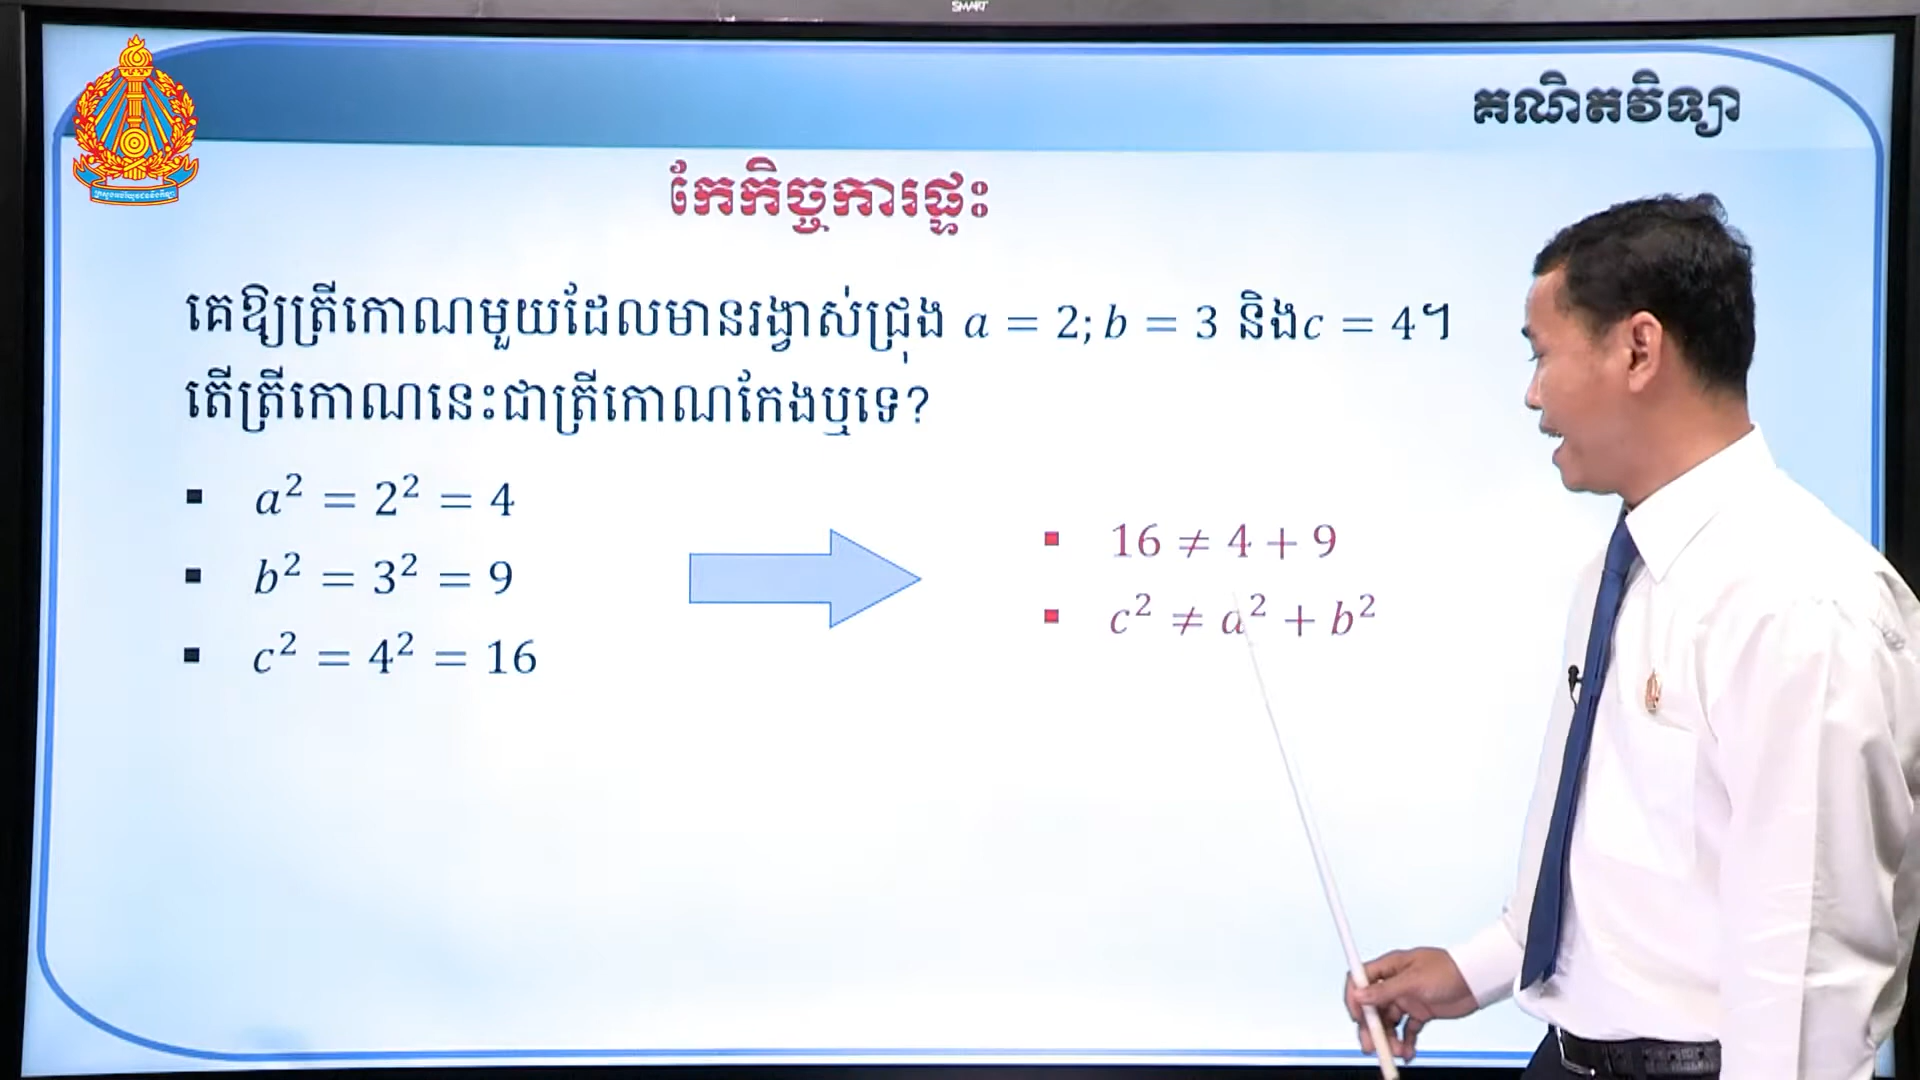 SMART
គណិតវិទ្យា
កែកិច្ចការផ្ទះ
គេឱ្យត្រីកោណមួយដែលមានរង្វាស់ជ្រុង a = 2; b = 3 និងc = 4។
តើត្រីកោណនេះជាត្រីកោណកែងឬទេ?
▪ a² = 2² = 4
▪ b² = 3² = 9
▪ c² = 4² = 16
▪ 16 ≠ 4 + 9
▪ c² ≠ a² + b²